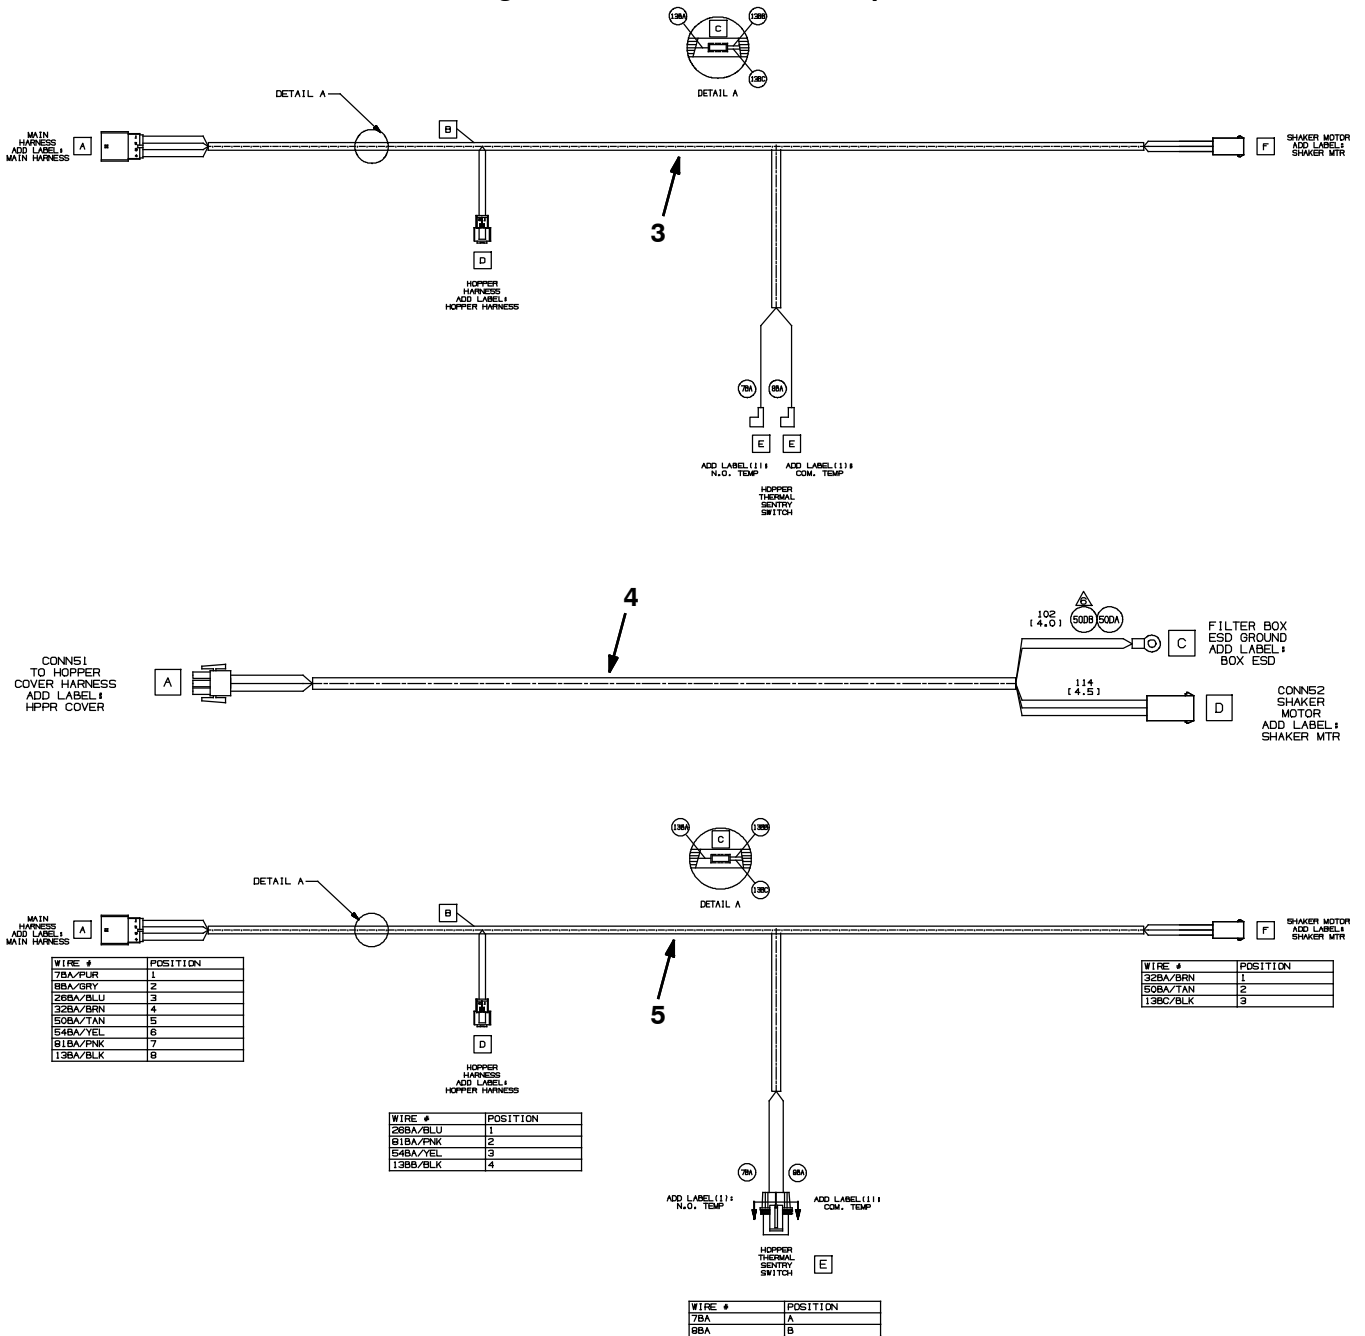 13BA
13BB
C
13BC
DETAIL A
DETAIL A
MAIN
HARNESS
ADD LABEL:
MAIN HARNESS
A
B
SHAKER MOTOR
ADD LABEL:
SHAKER MTR
F
3
D
HOPPER
HARNESS
ADD LABEL:
HOPPER HARNESS
7BA
8BA
E
E
ADD LABEL(1):
N.O. TEMP
ADD LABEL(1):
COM. TEMP
HOPPER
THERMAL
SENTRY
SWITCH
4
CONN51
TO HOPPER
COVER HARNESS
ADD LABEL:
HPPR COVER
A
102
[4.0]
6
50DB
50DA
C
FILTER BOX
ESD GROUND
ADD LABEL:
BOX ESD
114
[4.5]
D
CONN52
SHAKER
MOTOR
ADD LABEL:
SHAKER MTR
13BA
13BB
C
13BC
DETAIL A
DETAIL A
MAIN
HARNESS
ADD LABEL:
MAIN HARNESS
A
B
SHAKER MOTOR
ADD LABEL:
SHAKER MTR
F
WIRE # POSITION
7BA/PUR 1
8BA/GRY 2
26BA/BLU 3
32BA/BRN 4
50BA/TAN 5
54BA/YEL 6
81BA/PNK 7
13BA/BLK 8
WIRE # POSITION
32BA/BRN 1
50BA/TAN 2
13BC/BLK 3
5
D
HOPPER
HARNESS
ADD LABEL:
HOPPER HARNESS
WIRE # POSITION
26BA/BLU 1
81BA/PNK 2
54BA/YEL 3
13BB/BLK 4
7BA
8BA
ADD LABEL(1):
N.O. TEMP
ADD LABEL(1):
COM. TEMP
HOPPER
THERMAL
SENTRY
SWITCH
E
WIRE # POSITION
7BA A
8BA B